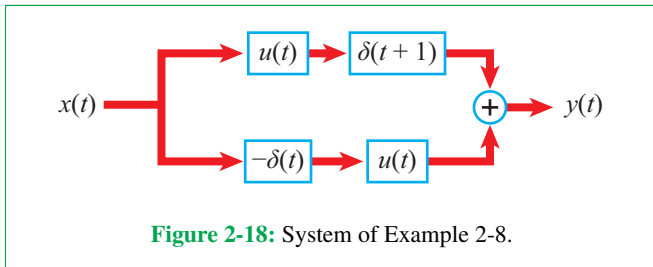 u(t) δ(t + 1)
x(t) + y(t)
−δ(t) u(t)
Figure 2-18: System of Example 2-8.